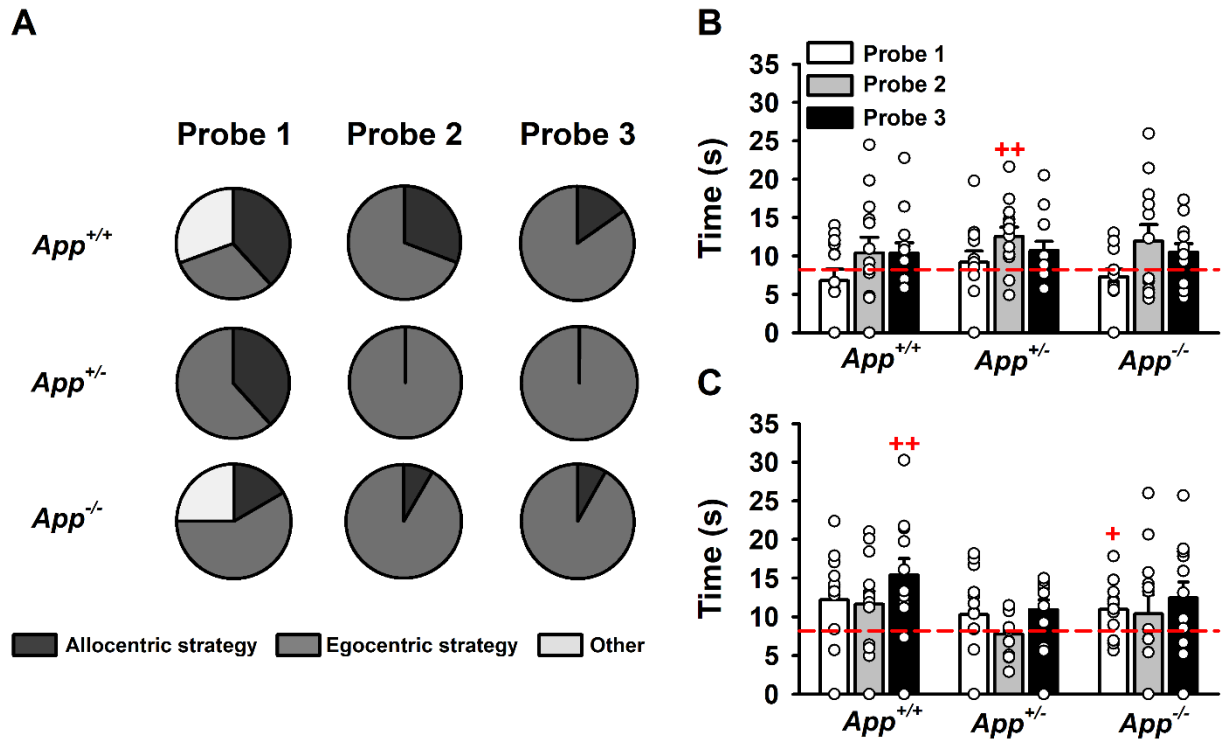 A
Probe 1 Probe 2 Probe 3
App+/+
App+/-
App-/-
Allocentric strategy Egocentric strategy Other
B
Probe 1
Probe 2
Probe 3
Time (s)
35
30
25
20
15
10
5
0
++
App+/+ App+/- App-/-
C
Time (s)
35
30
25
20
15
10
5
0
++
+
App+/+ App+/- App-/-